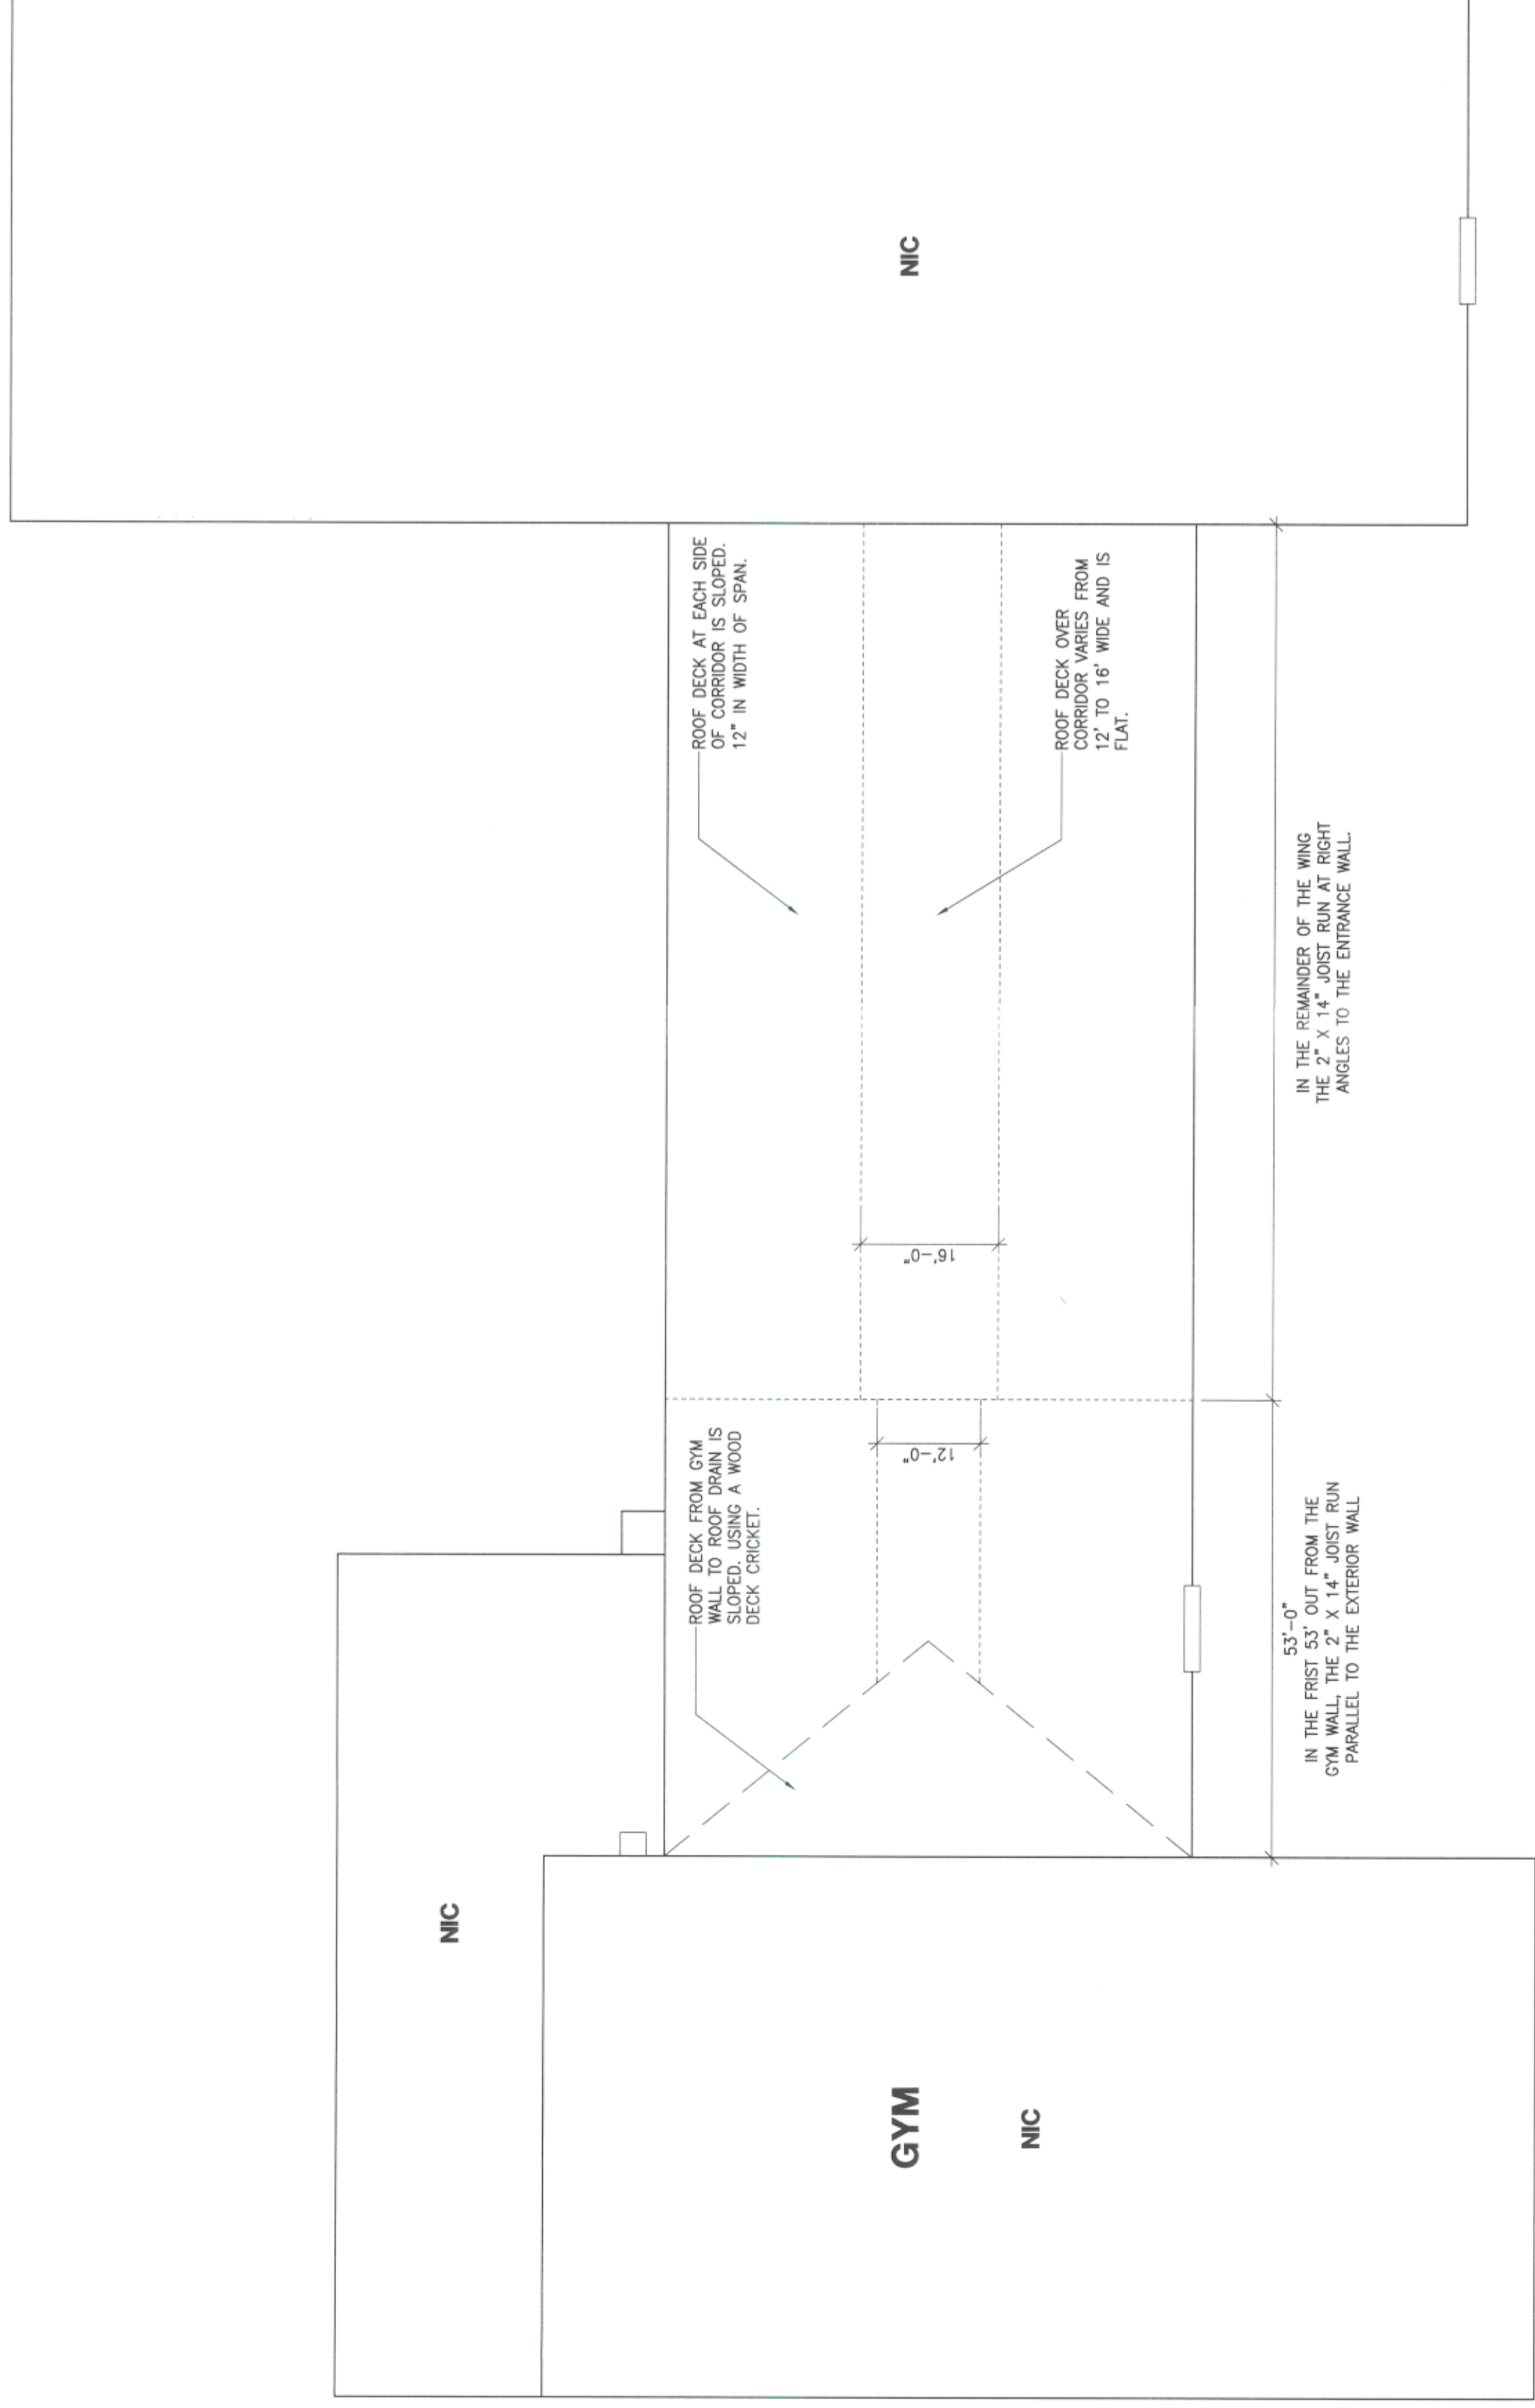 NIC
NIC
GYM
NIC
ROOF DECK FROM GYM
WALL TO ROOF DRAIN IS
SLOPED. USING A WOOD
DECK CRICKET.
12'-0"
16'-0"
ROOF DECK AT EACH SIDE
OF CORRIDOR IS SLOPED.
12" IN WIDTH OF SPAN.
ROOF DECK OVER
CORRIDOR VARIES FROM
12' TO 16' WIDE AND IS
FLAT.
53'-0"
IN THE FRIST 53' OUT FROM THE
GYM WALL, THE 2" X 14" JOIST RUN
PARALLEL TO THE EXTERIOR WALL
IN THE REMAINDER OF THE WING
THE 2" X 14" JOIST RUN AT RIGHT
ANGLES TO THE ENTRANCE WALL.